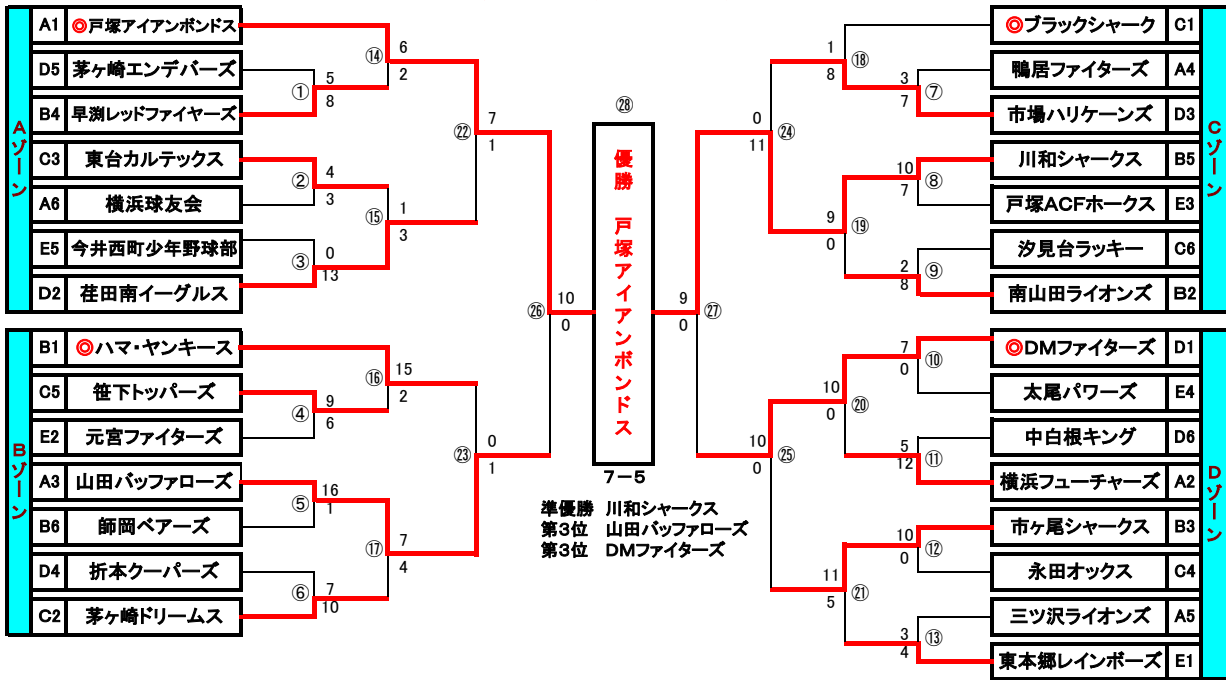 Aゾーン
A1 ◎戸塚アイアンボンドス
D5 茅ヶ崎エンデバーズ
B4 早渕レッドファイヤーズ
C3 東台カルテックス
A6 横浜球友会
E5 今井西町少年野球部
D2 荏田南イーグルス
① 5 8
② 4 3
③ 0 13
⑭ 6 2
⑮ 1 3
㉒ 7 1
Bゾーン
B1 ◎ハマ・ヤンキース
C5 笹下トッパーズ
E2 元宮ファイターズ
A3 山田バッファローズ
B6 師岡ベアーズ
D4 折本クーパーズ
C2 茅ヶ崎ドリームス
④ 9 6
⑤ 16 1
⑥ 7 10
⑯ 15 2
⑰ 7 4
㉓ 0 1
㉖ 10 0
㉘
優勝 戸塚アイアンボンドス
7－5
準優勝 川和シャークス
第3位 山田バッファローズ
第3位 DMファイターズ
9 0 ㉗
Cゾーン
◎ブラックシャーク C1
鴨居ファイターズ A4
市場ハリケーンズ D3
川和シャークス B5
戸塚ACFホークス E3
汐見台ラッキー C6
南山田ライオンズ B2
3 7 ⑦
10 7 ⑧
2 8 ⑨
1 8 ⑱
9 0 ⑲
0 11 ㉔
Dゾーン
◎DMファイターズ D1
太尾パワーズ E4
中白根キング D6
横浜フューチャーズ A2
市ヶ尾シャークス B3
永田オックス C4
三ツ沢ライオンズ A5
東本郷レインボーズ E1
7 0 ⑩
5 12 ⑪
10 0 ⑫
3 4 ⑬
10 0 ⑳
11 5 ㉑
10 0 ㉕